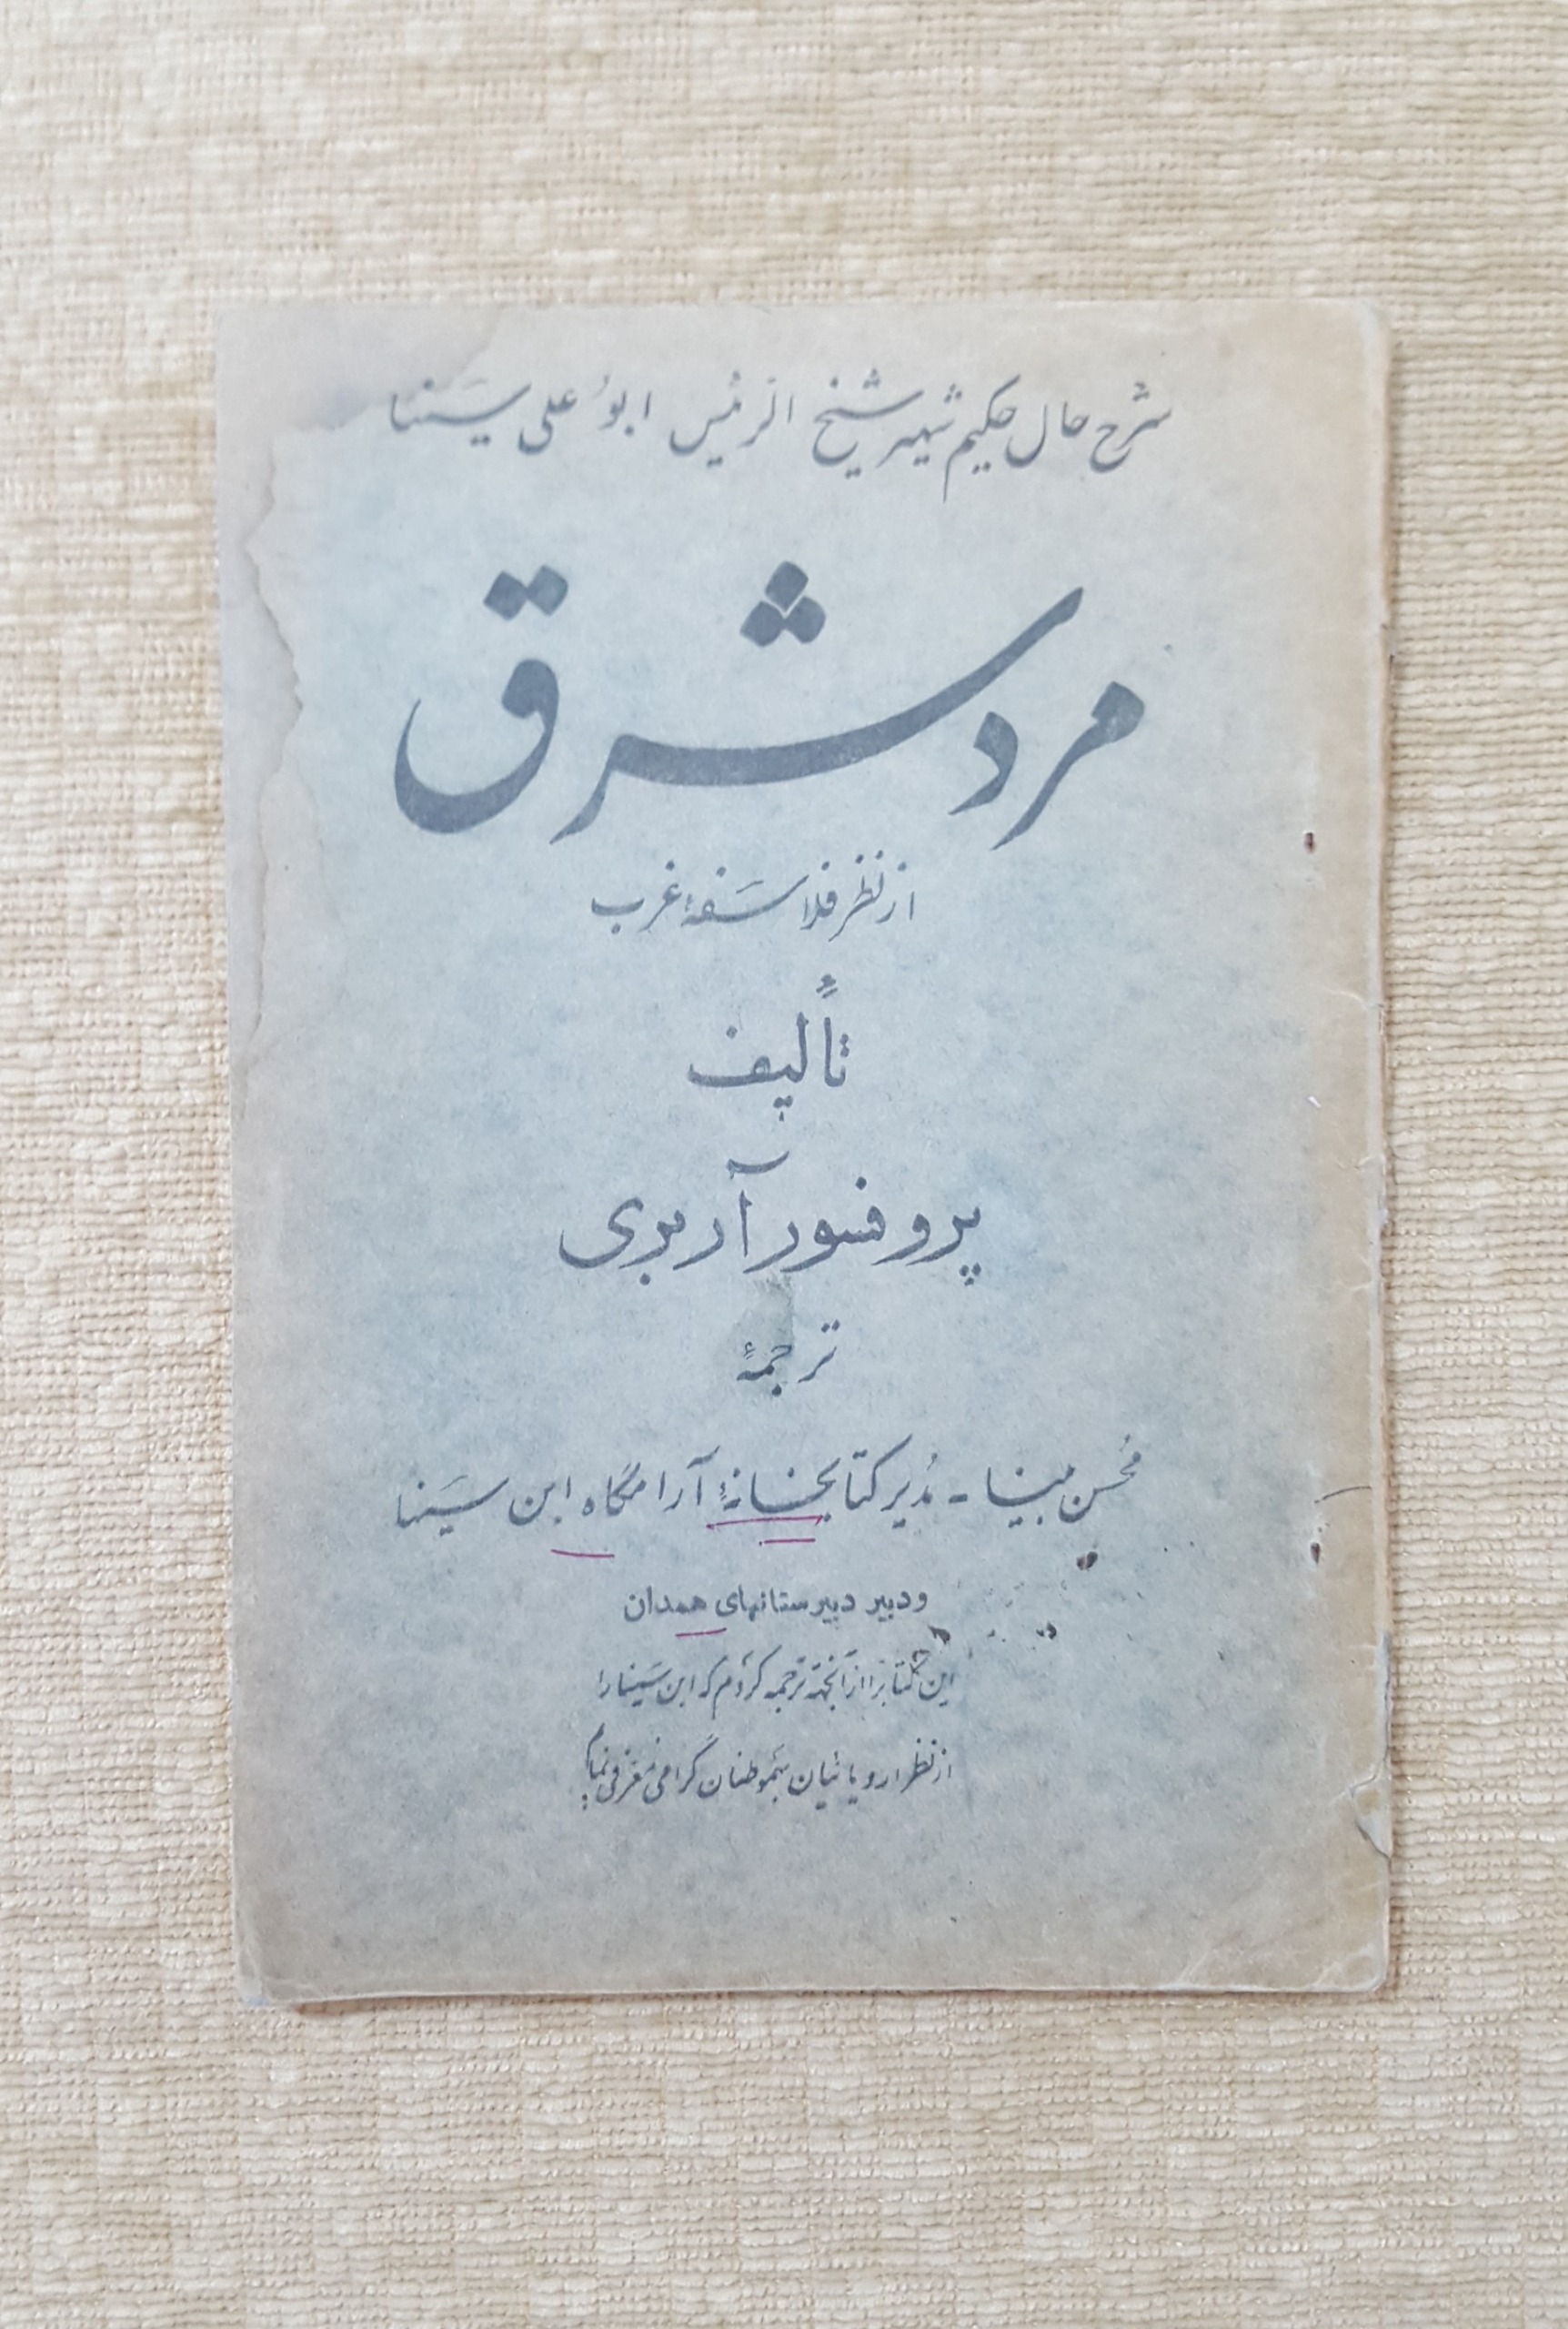 شرح حال حکیم شهیر شیخ الرئیس ابوعلی سینا
مرد شرق
از نظر فلاسفهٔ غرب
تألیف
پروفسور آربری
ترجمهٔ
محسن مینا - مدیر کتابخانهٔ آرامگاه ابن سینا
و دبیر دبیرستانهای همدان
این کتاب را از آنجهة ترجمه کردم که ابن سینا را
از نظر اروپائیان بهموطنان گرامی معرفی نمایم